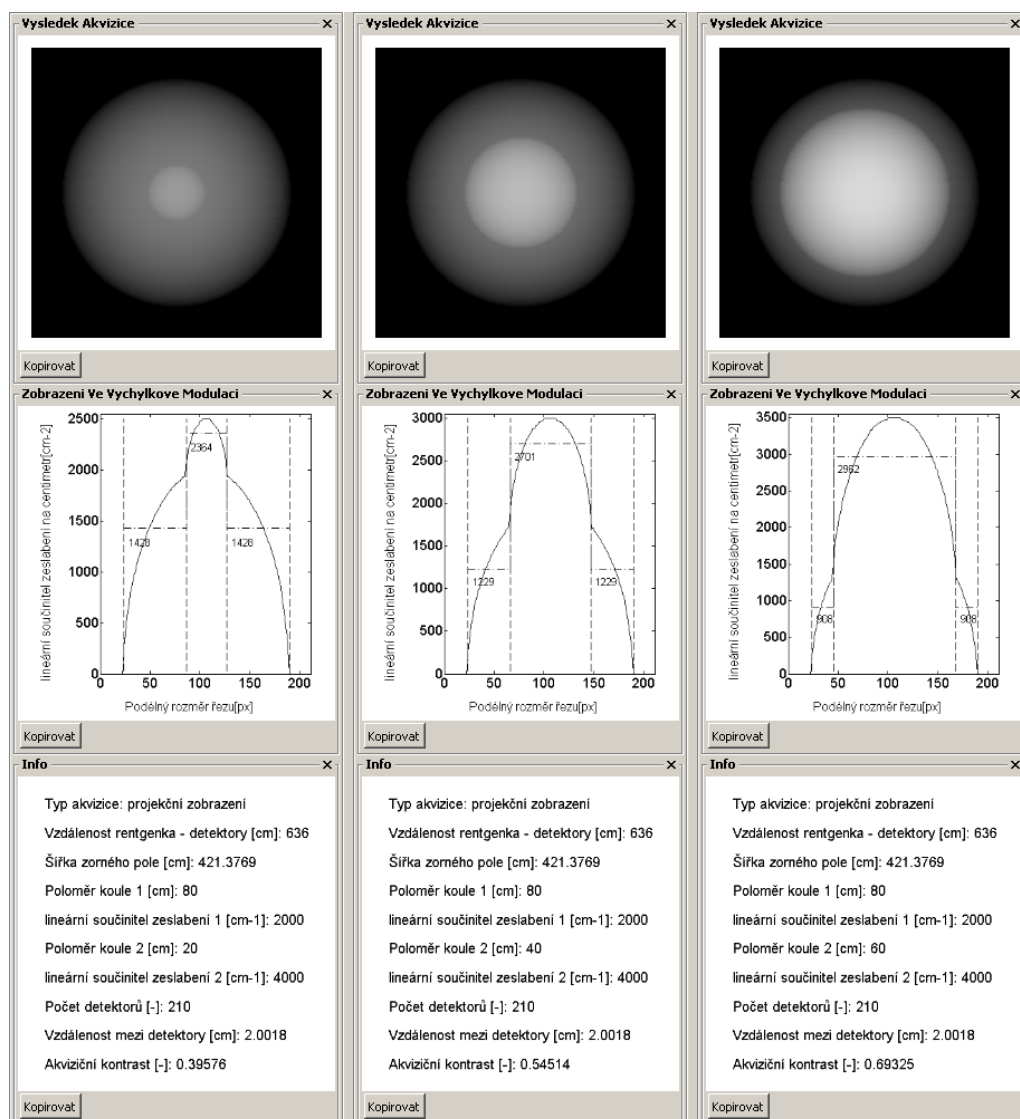 Vysledek Akvizice
Kopirovat
Zobrazeni Ve Vychylkove Modulaci
lineární součinitel zeslabení na centimetr[cm-2]
2500
2000
1500
1000
500
0
2364
1428
1428
0 50 100 150 200
Podélný rozměr řezu[px]
Kopirovat
Info
Typ akvizice: projekční zobrazení
Vzdálenost rentgenka - detektory [cm]: 636
Šířka zorného pole [cm]: 421.3769
Poloměr koule 1 [cm]: 80
lineární součinitel zeslabení 1 [cm-1]: 2000
Poloměr koule 2 [cm]: 20
lineární součinitel zeslabení 2 [cm-1]: 4000
Počet detektorů [-]: 210
Vzdálenost mezi detektory [cm]: 2.0018
Akviziční kontrast [-]: 0.39576
Kopirovat
Vysledek Akvizice
Kopirovat
Zobrazeni Ve Vychylkove Modulaci
lineární součinitel zeslabení na centimetr[cm-2]
3000
2500
2000
1500
1000
500
0
2701
1229
1229
0 50 100 150 200
Podélný rozměr řezu[px]
Kopirovat
Info
Typ akvizice: projekční zobrazení
Vzdálenost rentgenka - detektory [cm]: 636
Šířka zorného pole [cm]: 421.3769
Poloměr koule 1 [cm]: 80
lineární součinitel zeslabení 1 [cm-1]: 2000
Poloměr koule 2 [cm]: 40
lineární součinitel zeslabení 2 [cm-1]: 4000
Počet detektorů [-]: 210
Vzdálenost mezi detektory [cm]: 2.0018
Akviziční kontrast [-]: 0.54514
Kopirovat
Vysledek Akvizice
Kopirovat
Zobrazeni Ve Vychylkove Modulaci
lineární součinitel zeslabení na centimetr[cm-2]
3500
3000
2500
2000
1500
1000
500
0
2962
908
908
0 50 100 150 200
Podélný rozměr řezu[px]
Kopirovat
Info
Typ akvizice: projekční zobrazení
Vzdálenost rentgenka - detektory [cm]: 636
Šířka zorného pole [cm]: 421.3769
Poloměr koule 1 [cm]: 80
lineární součinitel zeslabení 1 [cm-1]: 2000
Poloměr koule 2 [cm]: 60
lineární součinitel zeslabení 2 [cm-1]: 4000
Počet detektorů [-]: 210
Vzdálenost mezi detektory [cm]: 2.0018
Akviziční kontrast [-]: 0.69325
Kopirovat